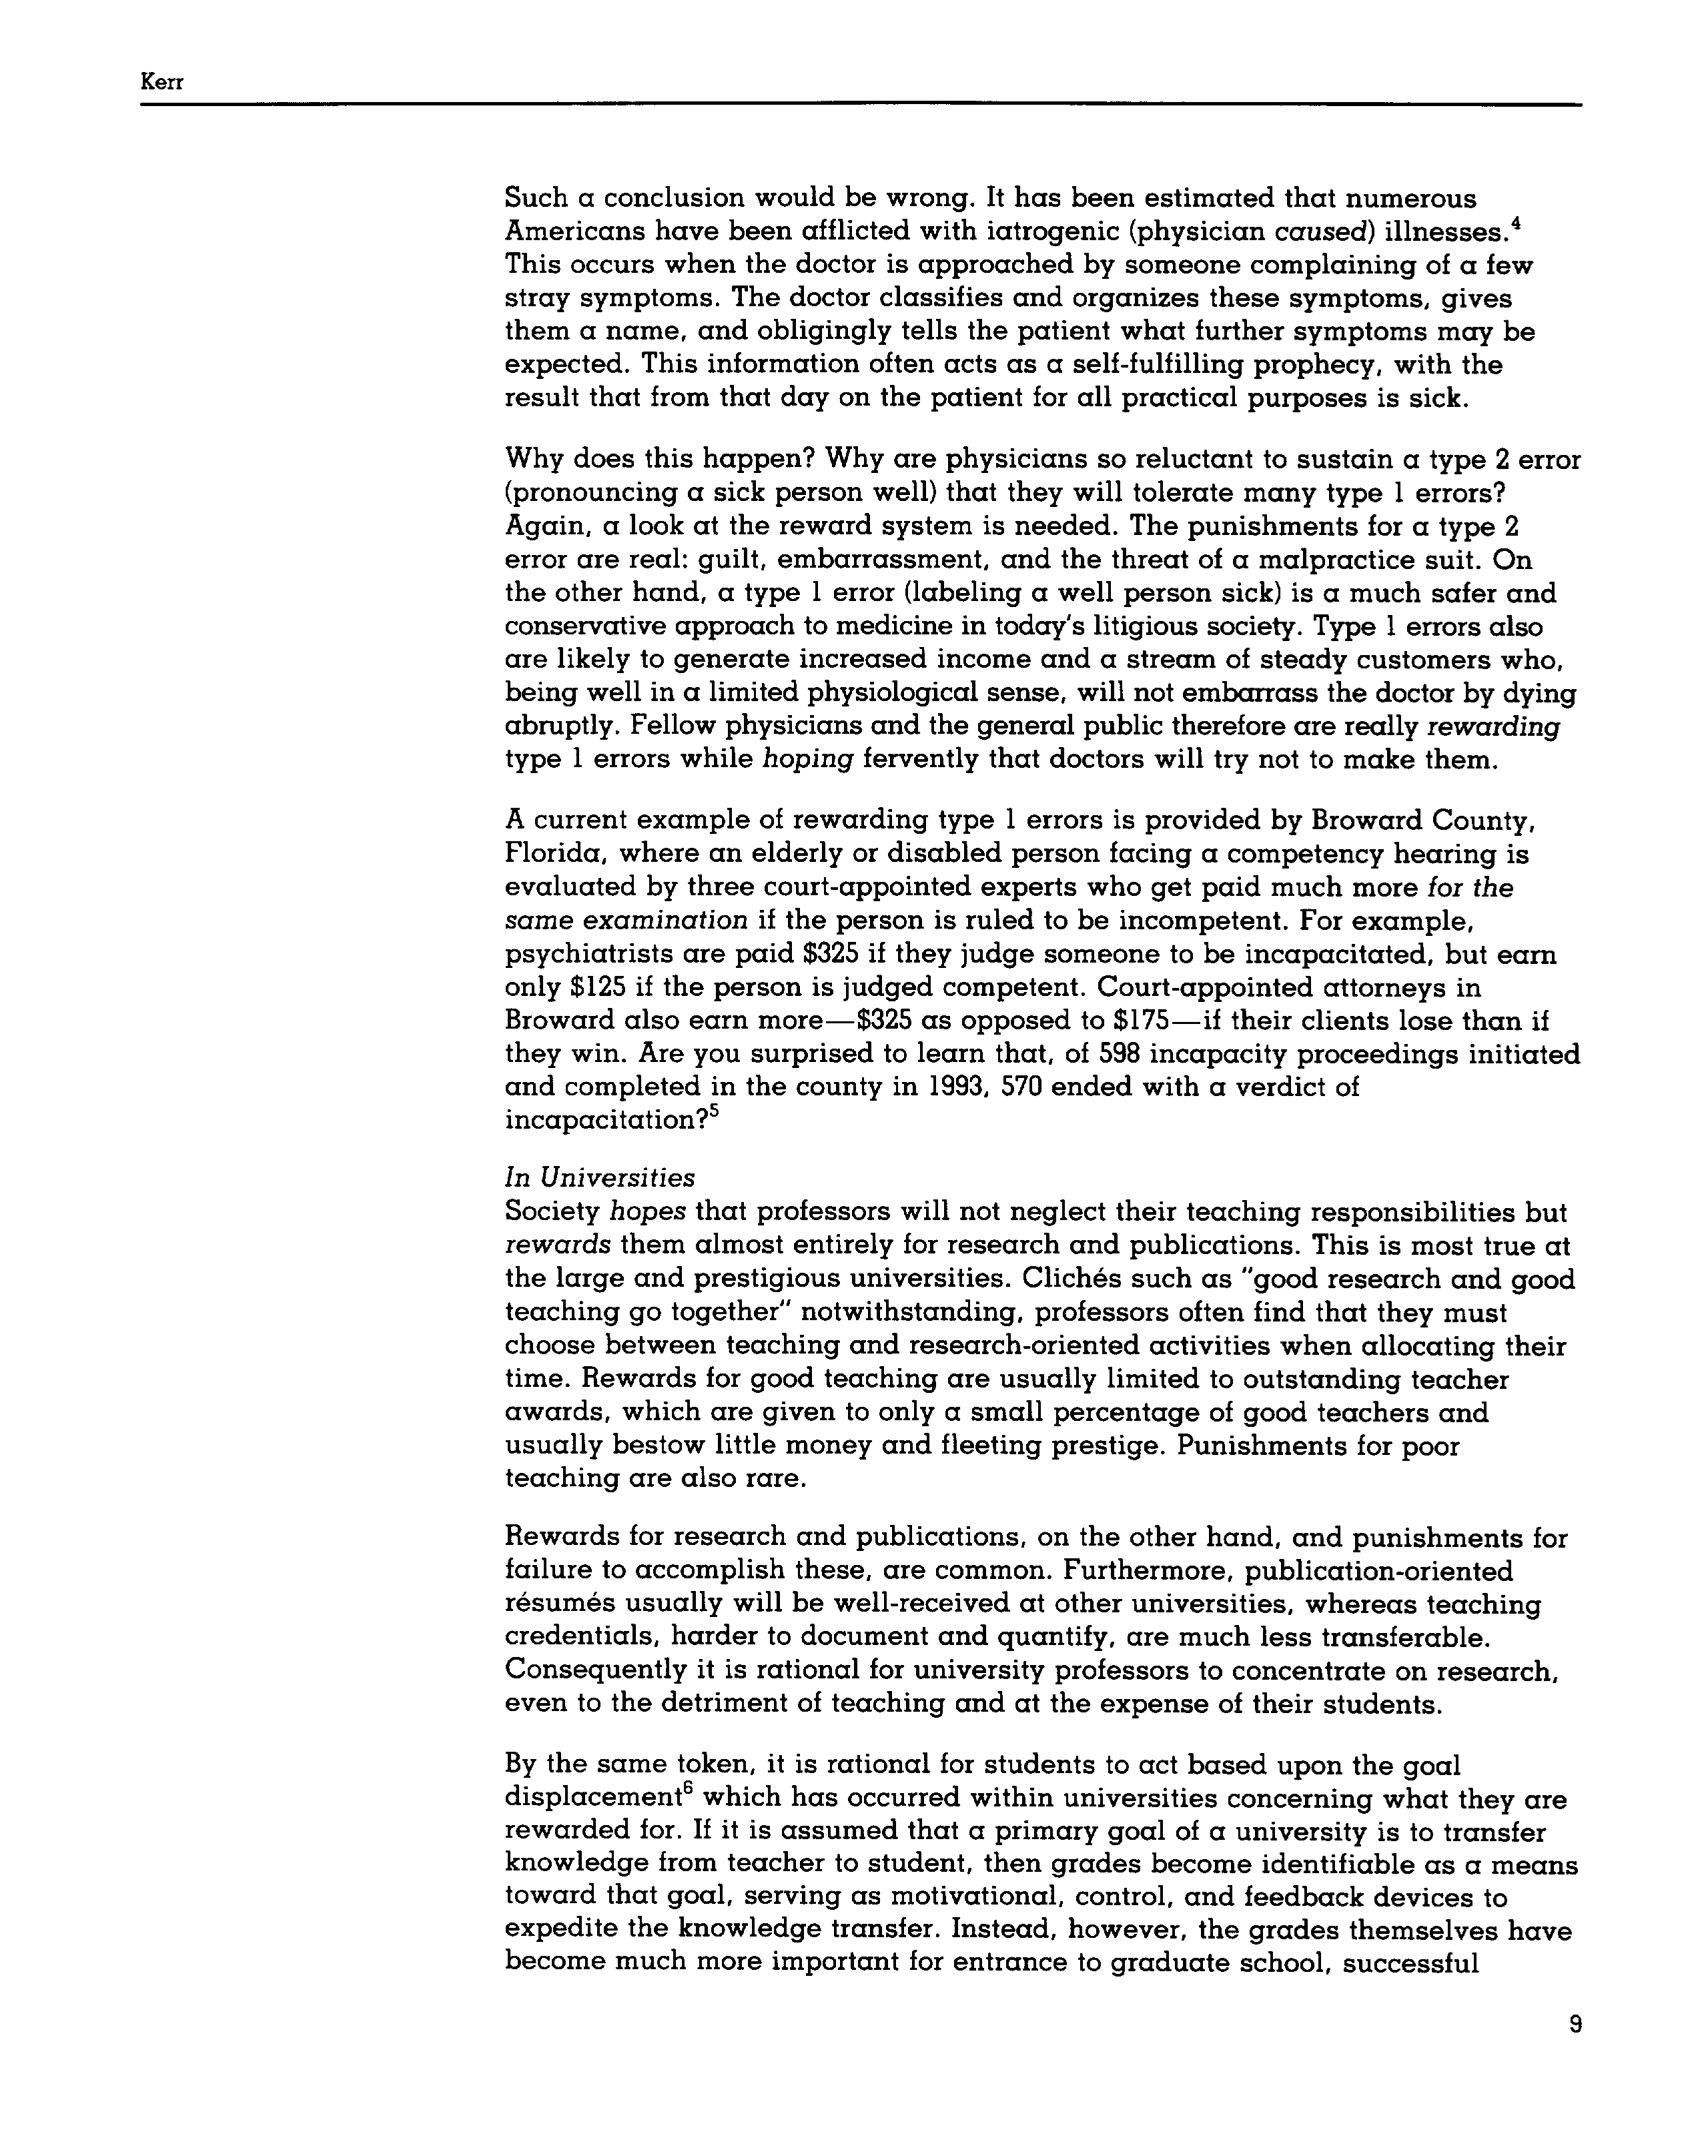 Kerr
Such a conclusion would be wrong. It has been estimated that numerous
Americans have been afflicted with iatrogenic (physician caused) illnesses.4
This occurs when the doctor is approached by someone complaining of a few
stray symptoms. The doctor classifies and organizes these symptoms, gives
them a name, and obligingly tells the patient what further symptoms may be
expected. This information often acts as a self-fulfilling prophecy, with the
result that from that day on the patient for all practical purposes is sick.
Why does this happen? Why are physicians so reluctant to sustain a type 2 error
(pronouncing a sick person well) that they will tolerate many type 1 errors?
Again, a look at the reward system is needed. The punishments for a type 2
error are real: guilt, embarrassment, and the threat of a malpractice suit. On
the other hand, a type 1 error (labeling a well person sick) is a much safer and
conservative approach to medicine in today's litigious society. Type 1 errors also
are likely to generate increased income and a stream of steady customers who,
being well in a limited physiological sense, will not embarrass the doctor by dying
abruptly. Fellow physicians and the general public therefore are really rewarding
type 1 errors while hoping fervently that doctors will try not to make them.
A current example of rewarding type 1 errors is provided by Broward County,
Florida, where an elderly or disabled person facing a competency hearing is
evaluated by three court-appointed experts who get paid much more for the
same examination if the person is ruled to be incompetent. For example,
psychiatrists are paid $325 if they judge someone to be incapacitated, but earn
only $125 if the person is judged competent. Court-appointed attorneys in
Broward also earn more—$325 as opposed to $175—if their clients lose than if
they win. Are you surprised to learn that, of 598 incapacity proceedings initiated
and completed in the county in 1993, 570 ended with a verdict of
incapacitation?5
In Universities
Society hopes that professors will not neglect their teaching responsibilities but
rewards them almost entirely for research and publications. This is most true at
the large and prestigious universities. Clichés such as "good research and good
teaching go together" notwithstanding, professors often find that they must
choose between teaching and research-oriented activities when allocating their
time. Rewards for good teaching are usually limited to outstanding teacher
awards, which are given to only a small percentage of good teachers and
usually bestow little money and fleeting prestige. Punishments for poor
teaching are also rare.
Rewards for research and publications, on the other hand, and punishments for
failure to accomplish these, are common. Furthermore, publication-oriented
résumés usually will be well-received at other universities, whereas teaching
credentials, harder to document and quantify, are much less transferable.
Consequently it is rational for university professors to concentrate on research,
even to the detriment of teaching and at the expense of their students.
By the same token, it is rational for students to act based upon the goal
displacement6 which has occurred within universities concerning what they are
rewarded for. If it is assumed that a primary goal of a university is to transfer
knowledge from teacher to student, then grades become identifiable as a means
toward that goal, serving as motivational, control, and feedback devices to
expedite the knowledge transfer. Instead, however, the grades themselves have
become much more important for entrance to graduate school, successful
9